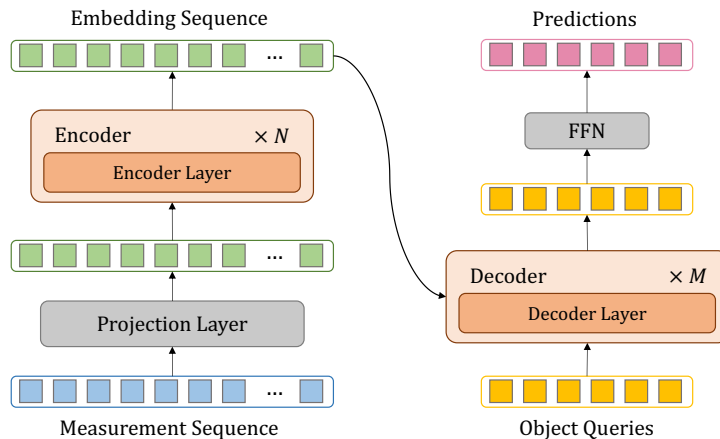 Embedding Sequence
...
Encoder × N
Encoder Layer
...
Projection Layer
...
Measurement Sequence
Predictions
FFN
Decoder × M
Decoder Layer
Object Queries